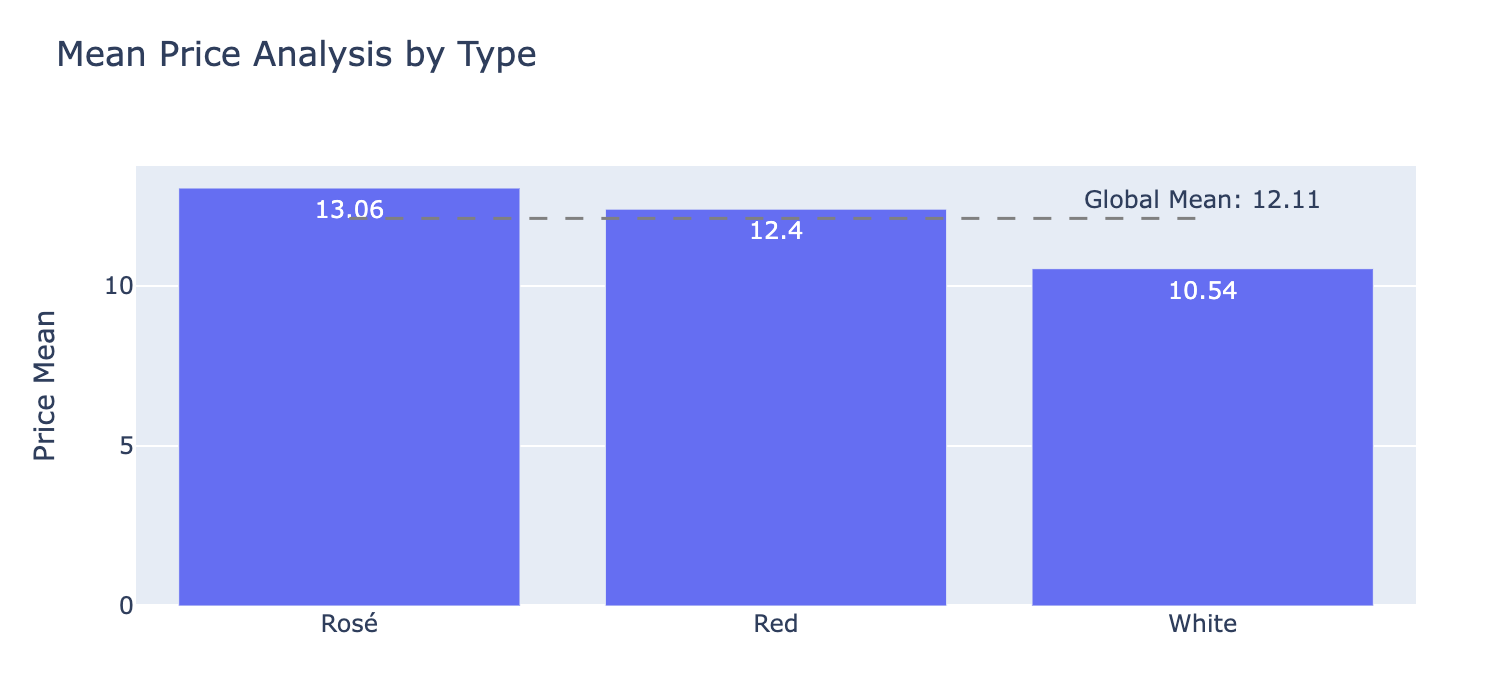 Mean Price Analysis by Type
Global Mean: 12.11
13.06
12.4
10.54
10
5
0
Price Mean
Rosé
Red
White